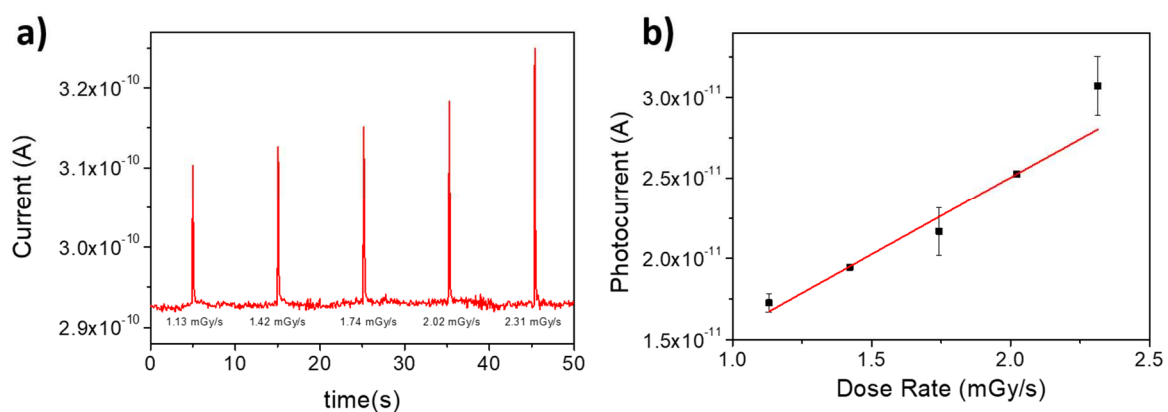 a)
Current (A)
3.2x10⁻¹⁰
3.1x10⁻¹⁰
3.0x10⁻¹⁰
2.9x10⁻¹⁰
1.13 mGy/s 1.42 mGy/s 1.74 mGy/s 2.02 mGy/s 2.31 mGy/s
0 10 20 30 40 50
time(s)
b)
Photocurrent (A)
3.0x10⁻¹¹
2.5x10⁻¹¹
2.0x10⁻¹¹
1.5x10⁻¹¹
1.0 1.5 2.0 2.5
Dose Rate (mGy/s)